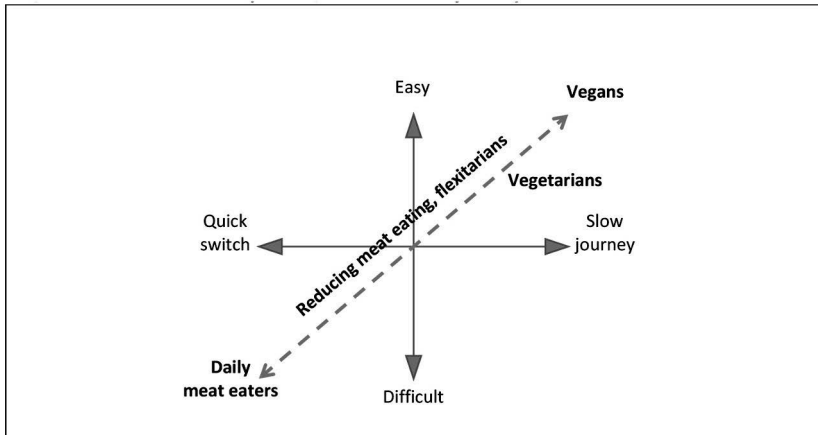 Easy
Vegans
Reducing meat eating, flexitarians
Vegetarians
Quick
switch
Slow
journey
Daily
meat eaters
Difficult